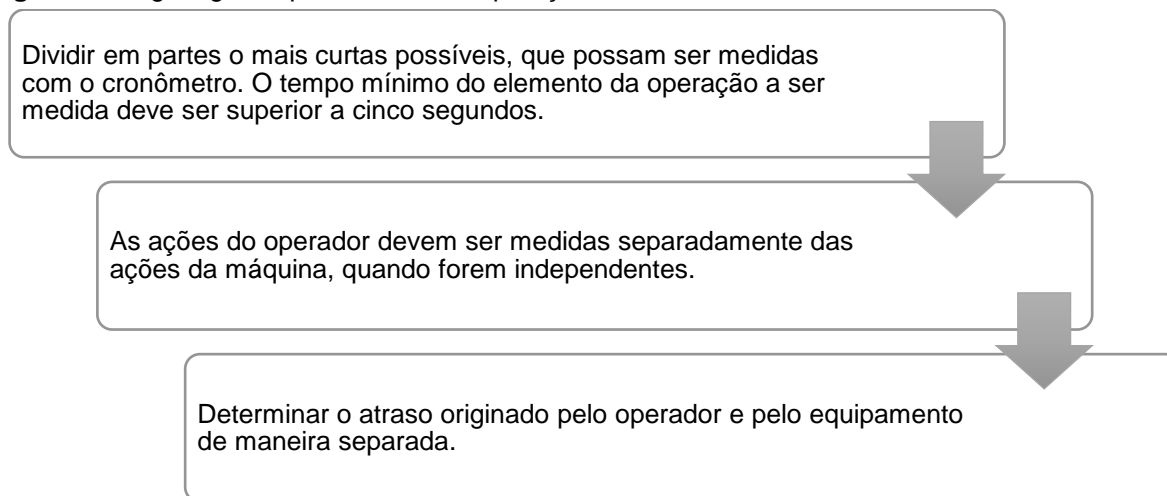 Dividir em partes o mais curtas possíveis, que possam ser medidas
com o cronômetro. O tempo mínimo do elemento da operação a ser
medida deve ser superior a cinco segundos.
As ações do operador devem ser medidas separadamente das
ações da máquina, quando forem independentes.
Determinar o atraso originado pelo operador e pelo equipamento
de maneira separada.